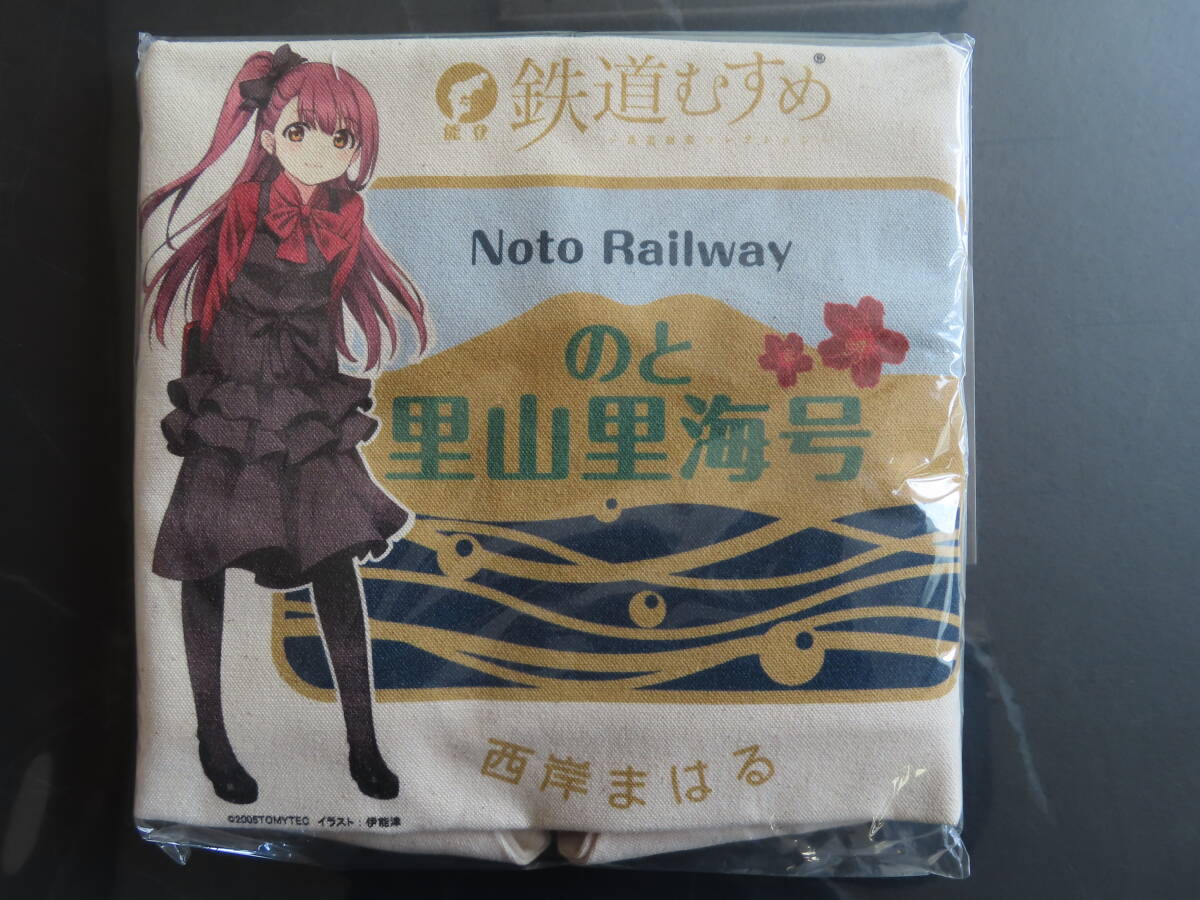 鉄道むすめ®
能登
Noto Railway
のと
里山里海号
西岸まはる
©2005TOMYTEC イラスト：伊能津